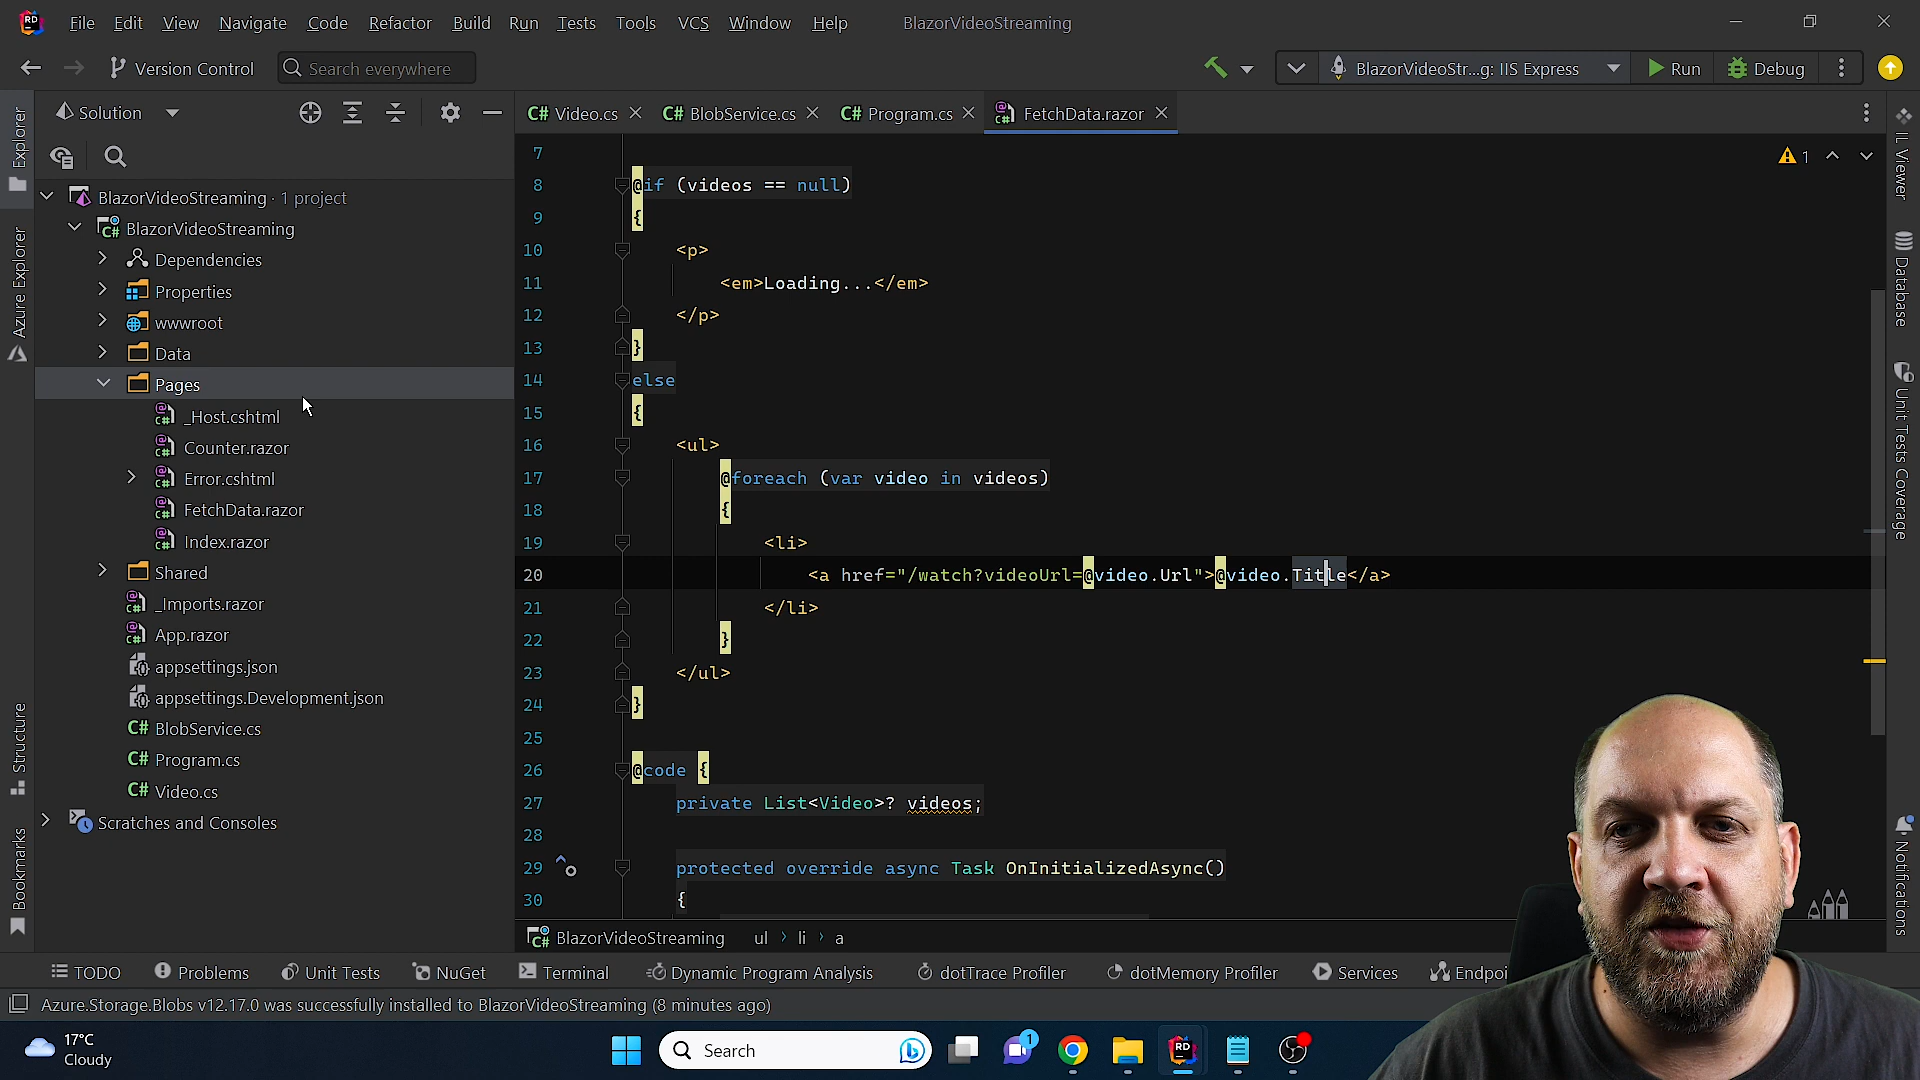 RD File Edit View Navigate Code Refactor Build Run Tests Tools VCS Window Help BlazorVideoStreaming
Version Control Search everywhere BlazorVideoStr...g: IIS Express Run Debug
Explorer
Azure Explorer
Structure
Bookmarks
Solution
BlazorVideoStreaming · 1 project
BlazorVideoStreaming
Dependencies
Properties
wwwroot
Data
Pages
_Host.cshtml
Counter.razor
Error.cshtml
FetchData.razor
Index.razor
Shared
_Imports.razor
App.razor
appsettings.json
appsettings.Development.json
C# BlobService.cs
C# Program.cs
C# Video.cs
Scratches and Consoles
C# Video.cs C# BlobService.cs C# Program.cs FetchData.razor
1
7
8 @if (videos == null)
9 {
10 <p>
11 <em>Loading...</em>
12 </p>
13 }
14 else
15 {
16 <ul>
17 @foreach (var video in videos)
18 {
19 <li>
20 <a href="/watch?videoUrl=@video.Url">@video.Title</a>
21 </li>
22 }
23 </ul>
24 }
25
26 @code {
27 private List<Video>? videos;
28
29 protected override async Task OnInitializedAsync()
30 {
BlazorVideoStreaming ul li a
IL Viewer
Database
Unit Tests Coverage
Notifications
TODO Problems Unit Tests NuGet Terminal Dynamic Program Analysis dotTrace Profiler dotMemory Profiler Services Endpoi
Azure.Storage.Blobs v12.17.0 was successfully installed to BlazorVideoStreaming (8 minutes ago)
17°C
Cloudy
Search
1
RD